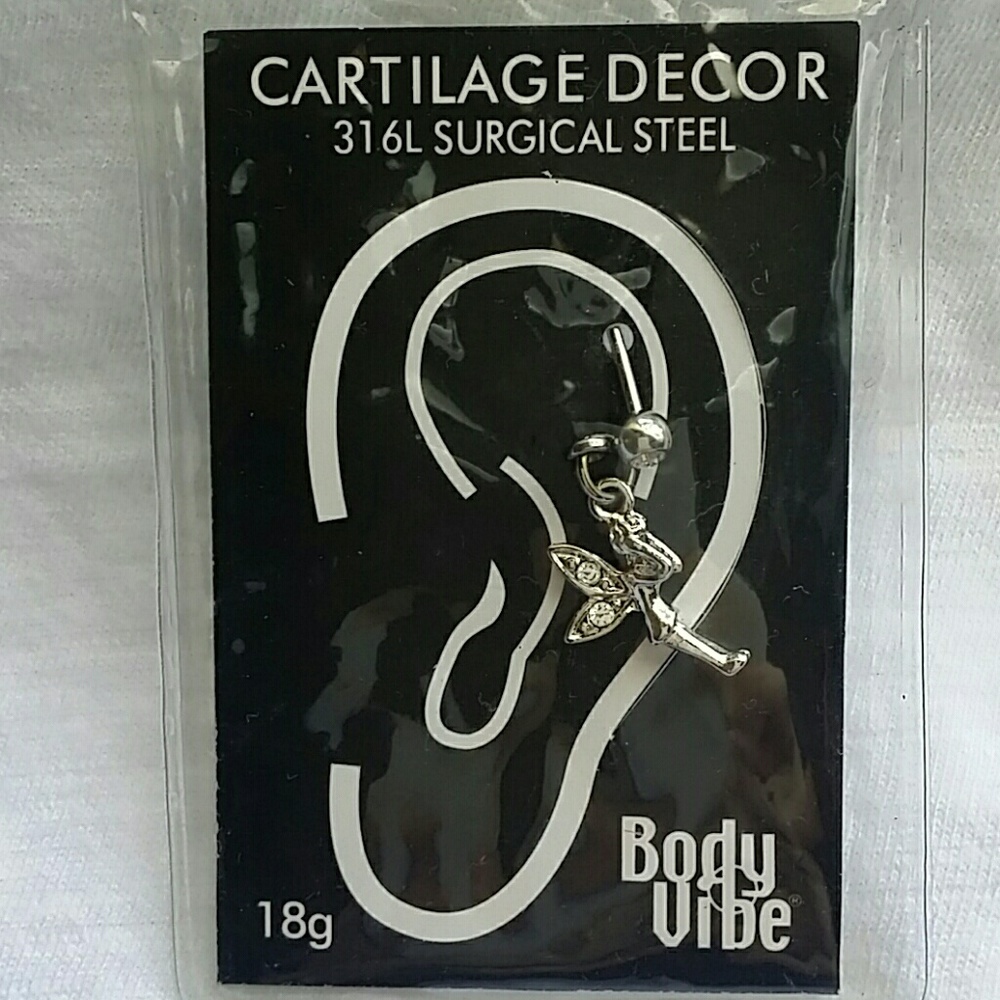 CARTILAGE DECOR
316L SURGICAL STEEL
18g
Body
Vibe®